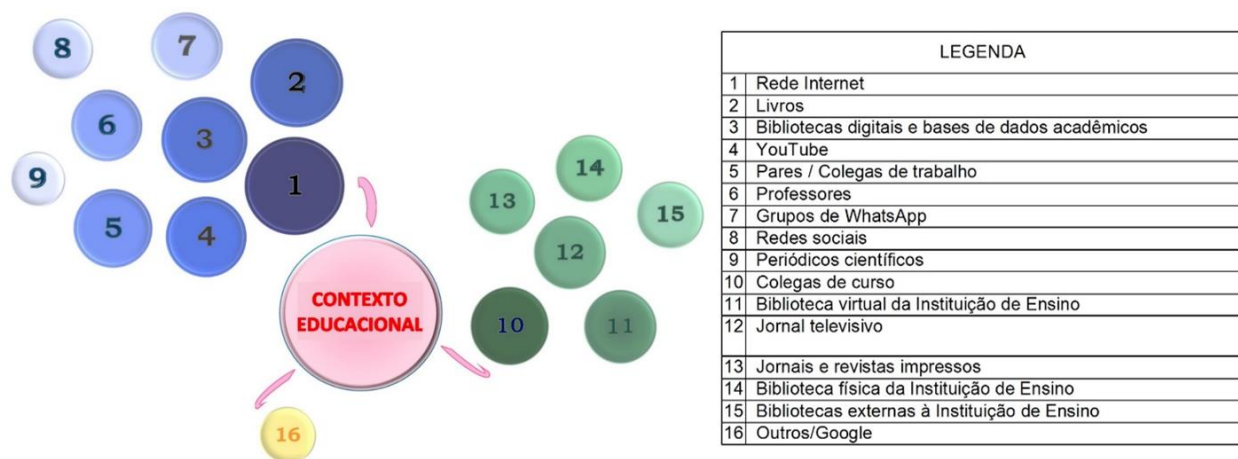 8
7
2
6
3
1
9
5
4
14
13
15
12
10
11
CONTEXTO
EDUCACIONAL
16
LEGENDA
1 Rede Internet
2 Livros
3 Bibliotecas digitais e bases de dados acadêmicos
4 YouTube
5 Pares / Colegas de trabalho
6 Professores
7 Grupos de WhatsApp
8 Redes sociais
9 Periódicos científicos
10 Colegas de curso
11 Biblioteca virtual da Instituição de Ensino
12 Jornal televisivo
13 Jornais e revistas impressos
14 Biblioteca física da Instituição de Ensino
15 Bibliotecas externas à Instituição de Ensino
16 Outros/Google